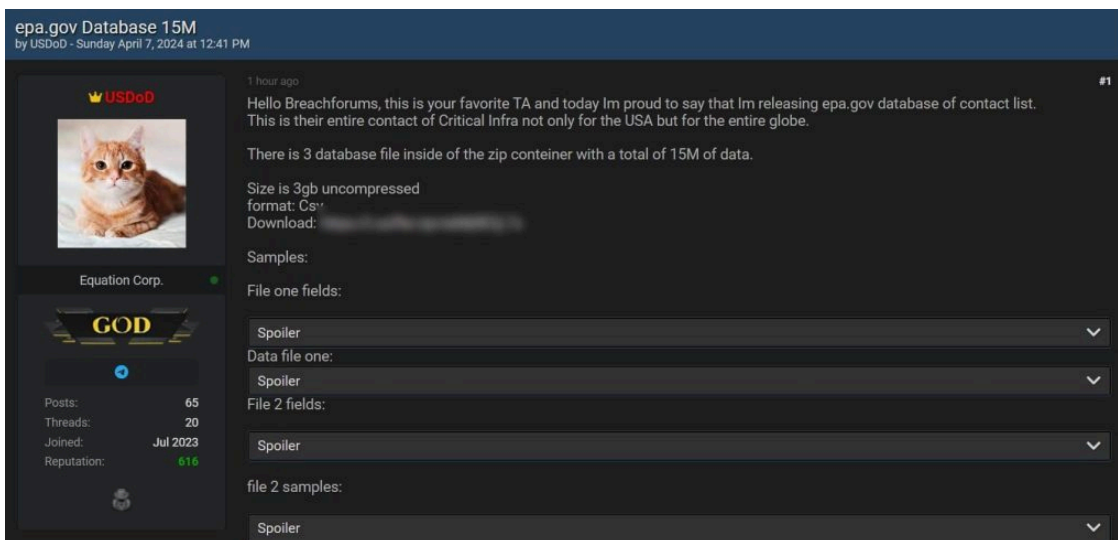 epa.gov Database 15M
by USDoD - Sunday April 7, 2024 at 12:41 PM
USDoD
Equation Corp.
GOD
Posts: 65
Threads: 20
Joined: Jul 2023
Reputation: 616
1 hour ago
#1
Hello Breachforums, this is your favorite TA and today Im proud to say that Im releasing epa.gov database of contact list.
This is their entire contact of Critical Infra not only for the USA but for the entire globe.
There is 3 database file inside of the zip conteiner with a total of 15M of data.
Size is 3gb uncompressed
format: Csv
Download:
Samples:
File one fields:
Spoiler
Data file one:
Spoiler
File 2 fields:
Spoiler
file 2 samples:
Spoiler